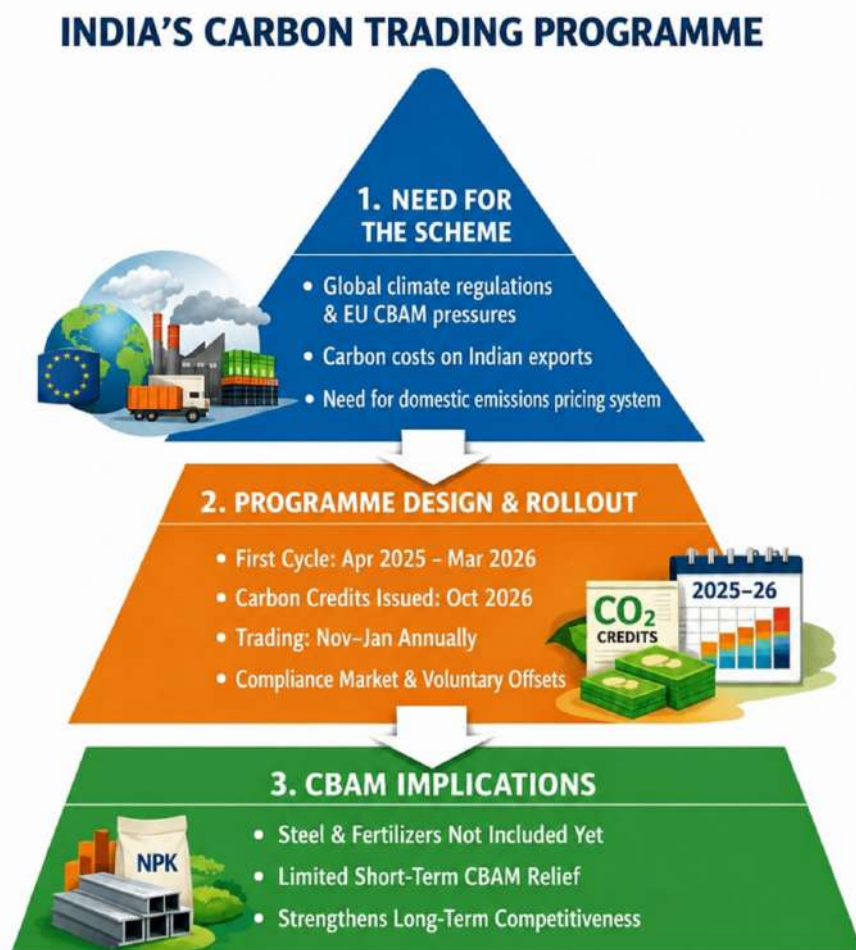 INDIA'S CARBON TRADING PROGRAMME
1. NEED FOR
THE SCHEME
• Global climate regulations
& EU CBAM pressures
• Carbon costs on Indian exports
• Need for domestic emissions pricing system
2. PROGRAMME DESIGN & ROLLOUT
• First Cycle: Apr 2025 – Mar 2026
• Carbon Credits Issued: Oct 2026
• Trading: Nov–Jan Annually
• Compliance Market & Voluntary Offsets
CO₂
CREDITS
2025–26
3. CBAM IMPLICATIONS
• Steel & Fertilizers Not Included Yet
• Limited Short-Term CBAM Relief
• Strengthens Long-Term Competitiveness
NPK